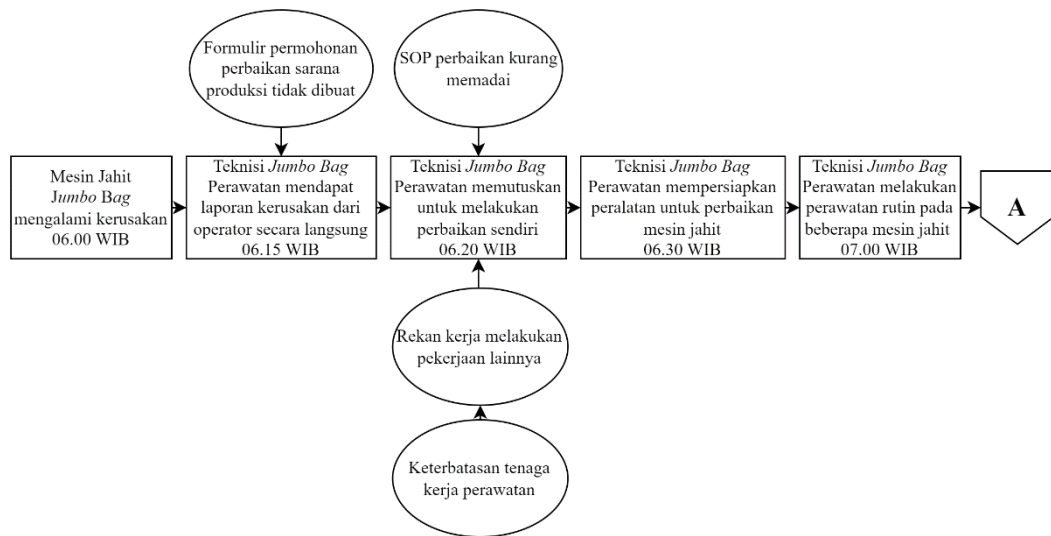 Formulir permohonan
perbaikan sarana
produksi tidak dibuat
SOP perbaikan kurang
memadai
Mesin Jahit
Jumbo Bag
mengalami kerusakan
06.00 WIB
Teknisi Jumbo Bag
Perawatan mendapat
laporan kerusakan dari
operator secara langsung
06.15 WIB
Teknisi Jumbo Bag
Perawatan memutuskan
untuk melakukan
perbaikan sendiri
06.20 WIB
Teknisi Jumbo Bag
Perawatan mempersiapkan
peralatan untuk perbaikan
mesin jahit
06.30 WIB
Teknisi Jumbo Bag
Perawatan melakukan
perawatan rutin pada
beberapa mesin jahit
07.00 WIB
A
Rekan kerja melakukan
pekerjaan lainnya
Keterbatasan tenaga
kerja perawatan